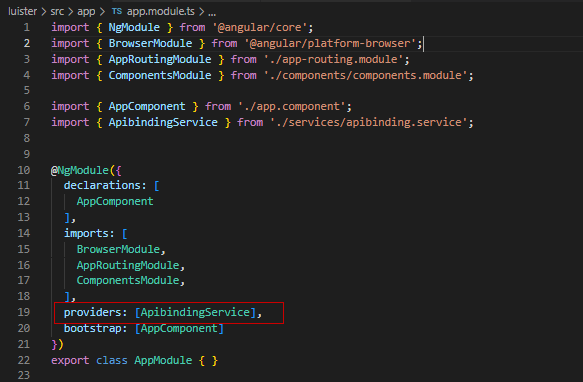 luister > src > app > TS app.module.ts > ...
1 import { NgModule } from '@angular/core';
2 import { BrowserModule } from '@angular/platform-browser';
3 import { AppRoutingModule } from './app-routing.module';
4 import { ComponentsModule } from './components/components.module';
5
6 import { AppComponent } from './app.component';
7 import { ApibindingService } from './services/apibinding.service';
8
9
10 @NgModule({
11 declarations: [
12 AppComponent
13 ],
14 imports: [
15 BrowserModule,
16 AppRoutingModule,
17 ComponentsModule,
18 ],
19 providers: [ApibindingService],
20 bootstrap: [AppComponent]
21 })
22 export class AppModule { }
23